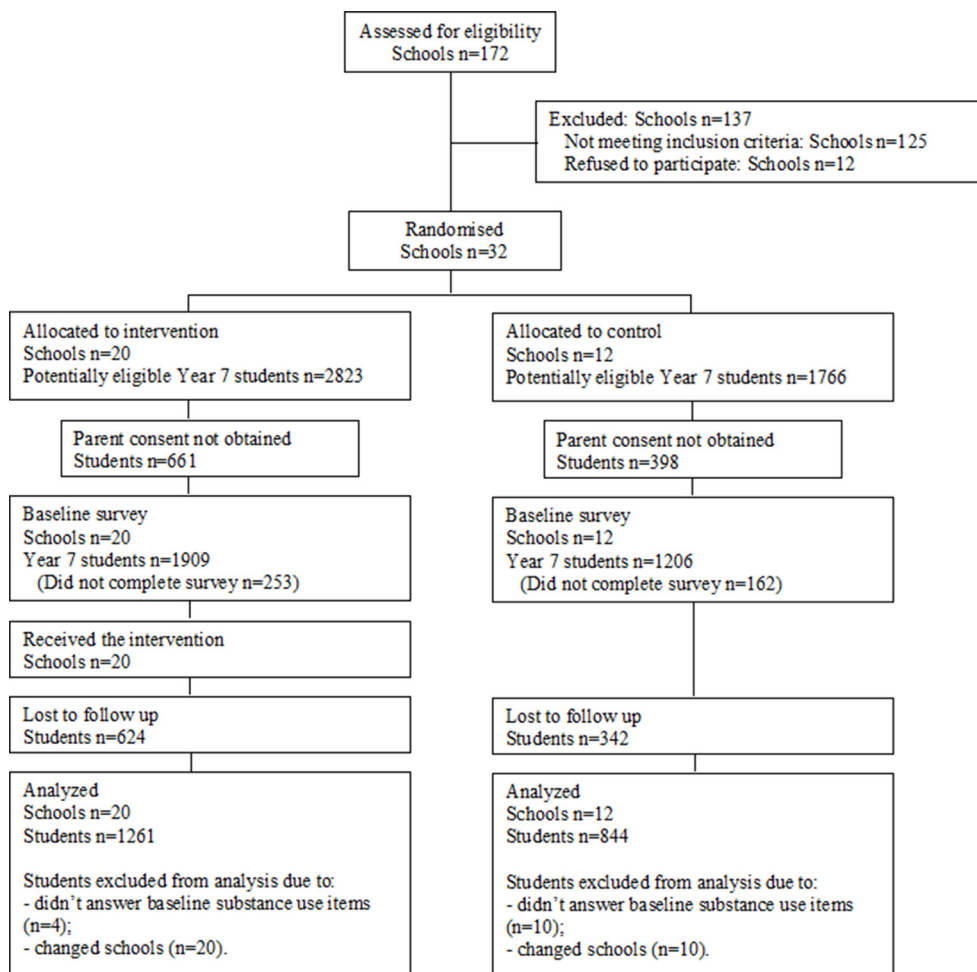 Assessed for eligibility
Schools n=172
Excluded: Schools n=137
Not meeting inclusion criteria: Schools n=125
Refused to participate: Schools n=12
Randomised
Schools n=32
Allocated to intervention
Schools n=20
Potentially eligible Year 7 students n=2823
Allocated to control
Schools n=12
Potentially eligible Year 7 students n=1766
Parent consent not obtained
Students n=661
Parent consent not obtained
Students n=398
Baseline survey
Schools n=20
Year 7 students n=1909
(Did not complete survey n=253)
Baseline survey
Schools n=12
Year 7 students n=1206
(Did not complete survey n=162)
Received the intervention
Schools n=20
Lost to follow up
Students n=624
Lost to follow up
Students n=342
Analyzed
Schools n=20
Students n=1261
Students excluded from analysis due to:
- didn't answer baseline substance use items
(n=4);
- changed schools (n=20).
Analyzed
Schools n=12
Students n=844
Students excluded from analysis due to:
- didn't answer baseline substance use items
(n=10);
- changed schools (n=10).